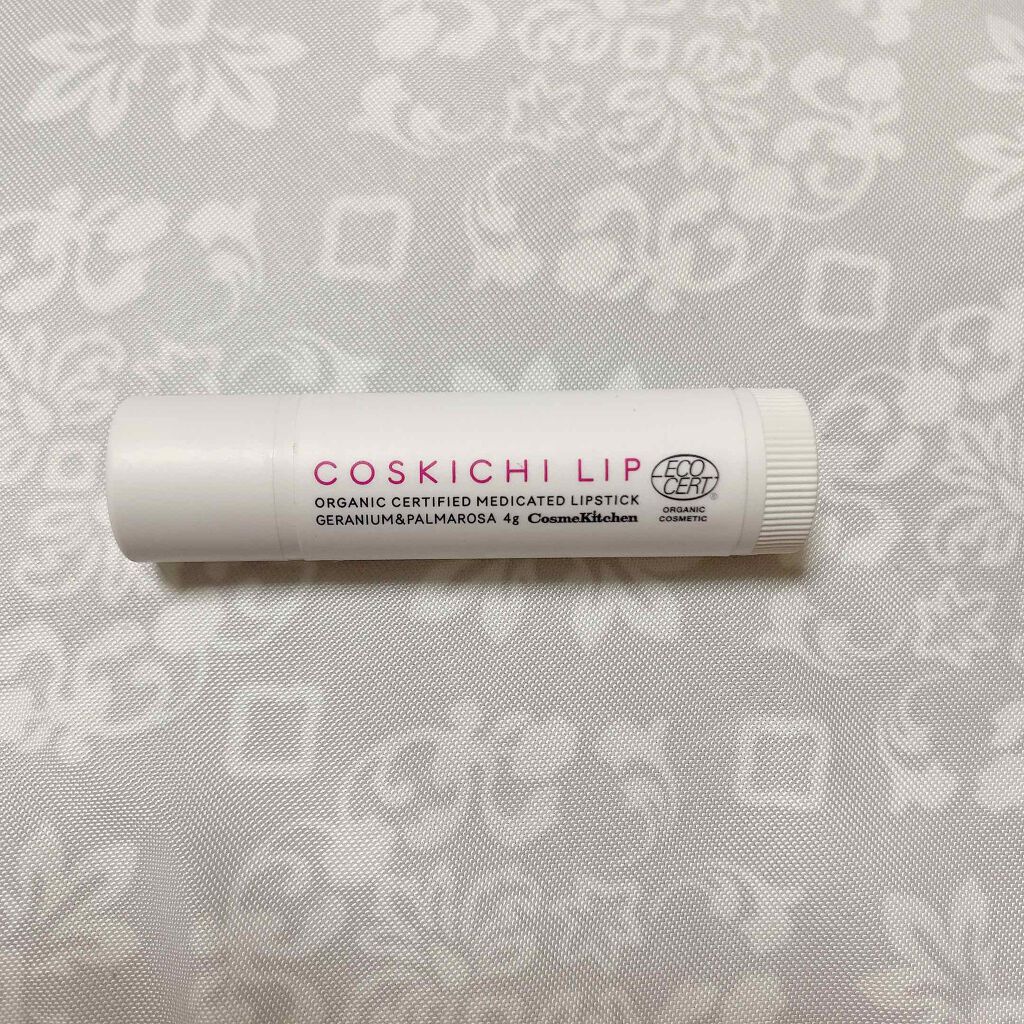 COSKICHI LIP
ORGANIC CERTIFIED MEDICATED LIPSTICK
GERANIUM&PALMAROSA 4g CosmeKitchen
ECO
CERT®
ORGANIC
COSMETIC